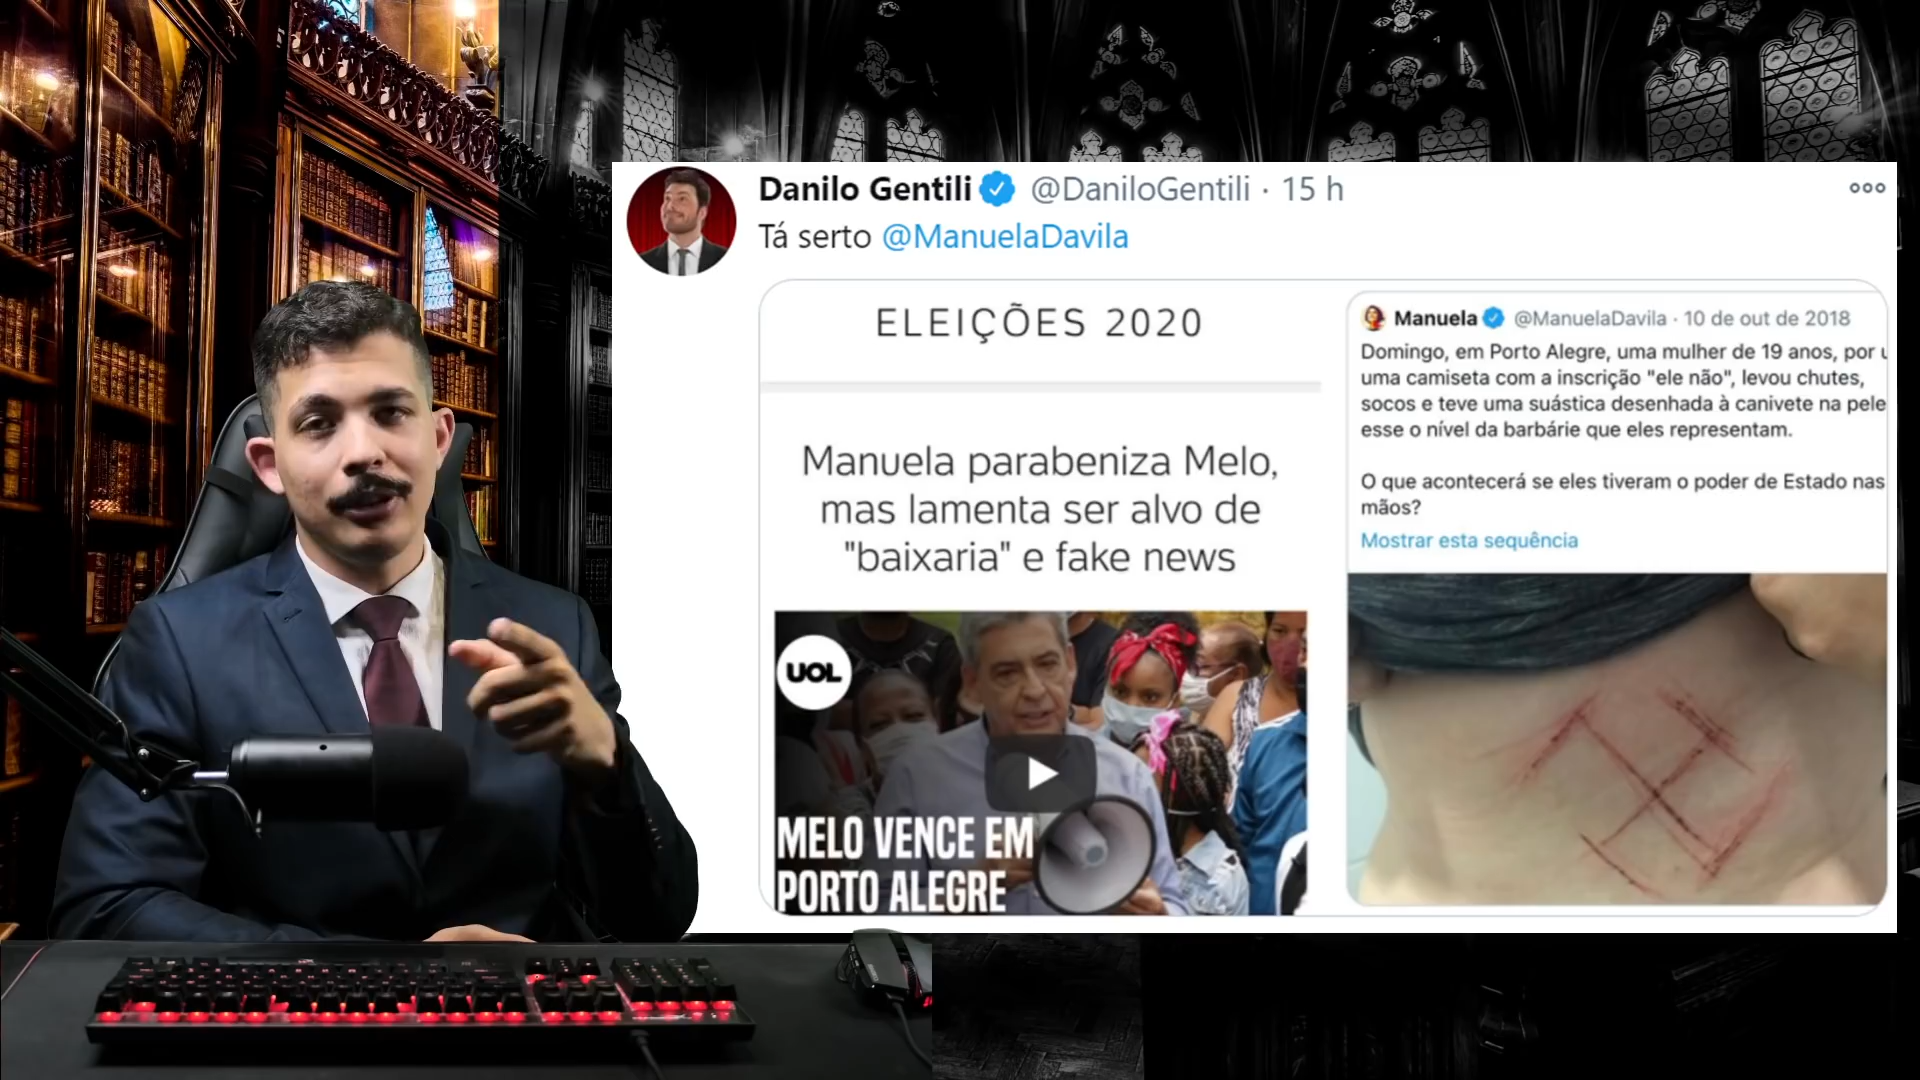 Danilo Gentili @DaniloGentili · 15 h
Tá serto @ManuelaDavila
ELEIÇÕES 2020
Manuela parabeniza Melo,
mas lamenta ser alvo de
"baixaria" e fake news
UOL
MELO VENCE EM
PORTO ALEGRE
Manuela @ManuelaDavila · 10 de out de 2018
Domingo, em Porto Alegre, uma mulher de 19 anos, por
uma camiseta com a inscrição "ele não", levou chutes,
socos e teve uma suástica desenhada à canivete na pele
esse o nível da barbárie que eles representam.
O que acontecerá se eles tiveram o poder de Estado nas
mãos?
Mostrar esta sequência